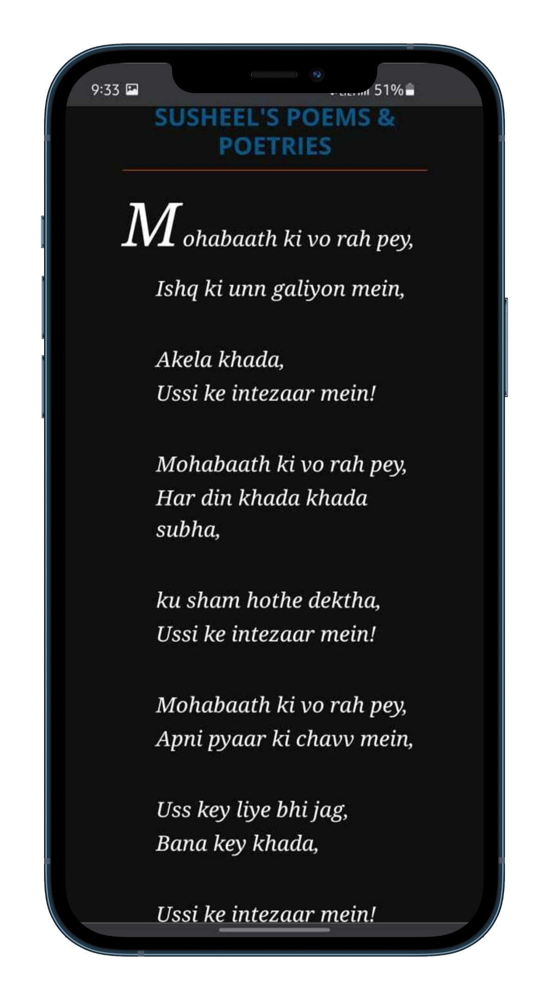 9:33
51%
SUSHEEL'S POEMS &
POETRIES
Mohabaath ki vo rah pey,
Ishq ki unn galiyon mein,
Akela khada,
Ussi ke intezaar mein!
Mohabaath ki vo rah pey,
Har din khada khada
subha,
ku sham hothe dektha,
Ussi ke intezaar mein!
Mohabaath ki vo rah pey,
Apni pyaar ki chavv mein,
Uss key liye bhi jag,
Bana key khada,
Ussi ke intezaar mein!